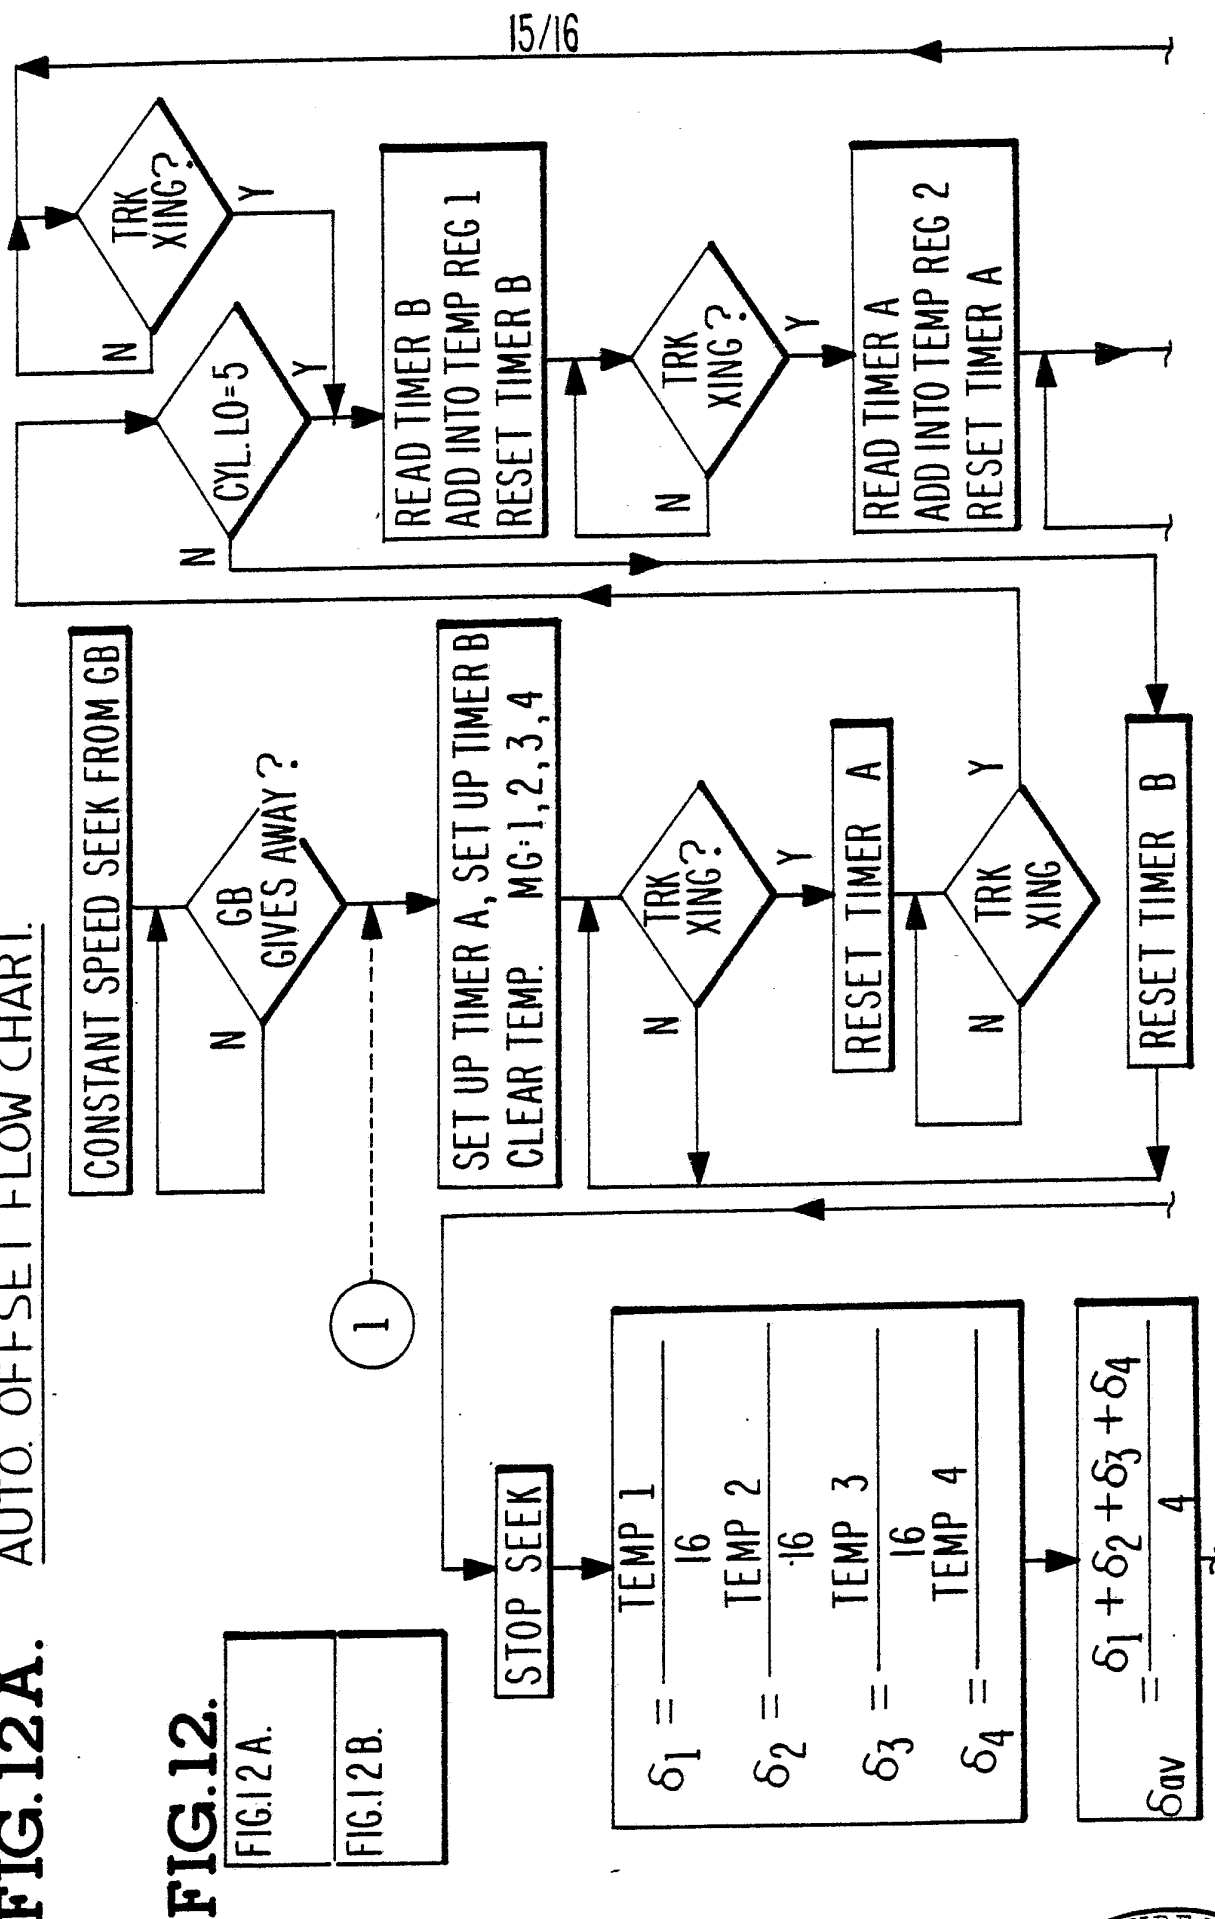 15/16
FIG.12A.
AUTO. OFFSET FLOW CHART.
FIG.12.
FIG.12A.
FIG.12B.
CONSTANT SPEED SEEK FROM GB
GB
GIVES AWAY?
N
1
SET UP TIMER A, SET UP TIMER B
CLEAR TEMP. MG=1,2,3,4
TRK
XING?
N
Y
RESET TIMER A
TRK
XING
N
Y
RESET TIMER B
CYL.LO=5
N
Y
TRK
XING?
N
Y
READ TIMER B
ADD INTO TEMP REG 1
RESET TIMER B
TRK
XING?
N
Y
READ TIMER A
ADD INTO TEMP REG 2
RESET TIMER A
STOP SEEK
δ1 = TEMP 1
16
δ2 = TEMP 2
16
δ3 = TEMP 3
16
δ4 = TEMP 4
δav = δ1 + δ2 + δ3 + δ4
4